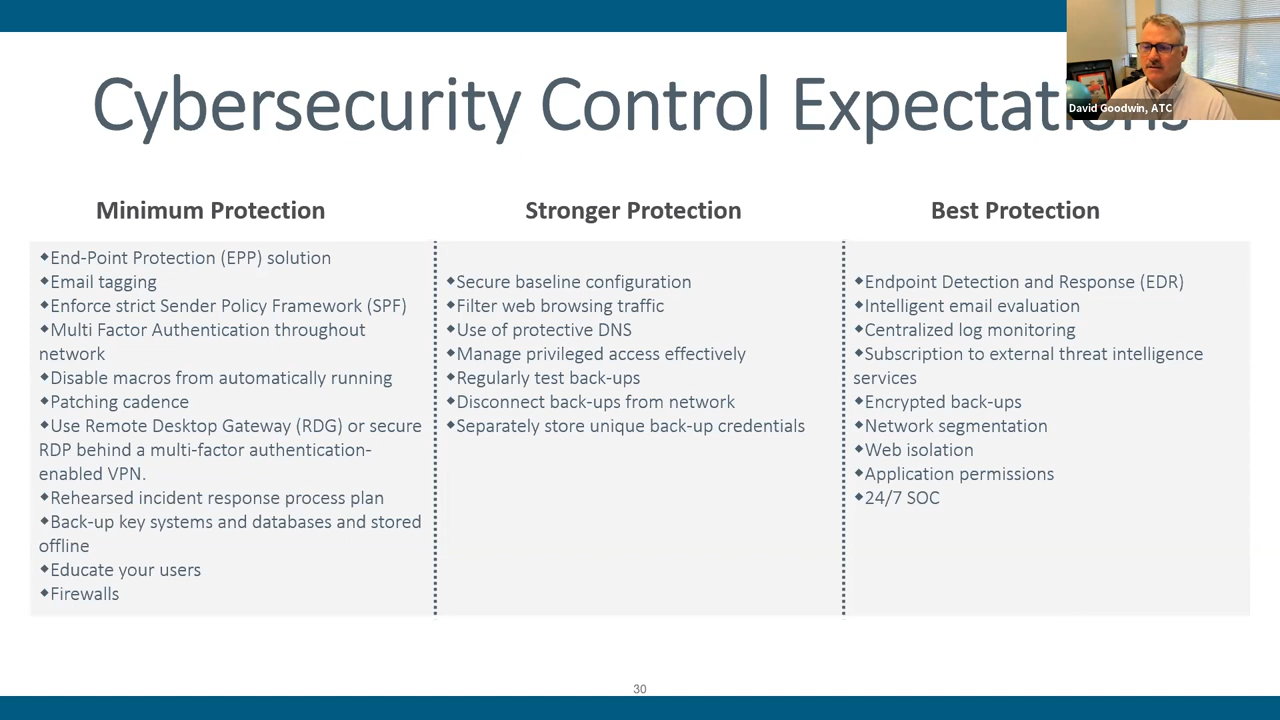 Cybersecurity Control Expectations
David Goodwin, ATC
Minimum Protection
◆End-Point Protection (EPP) solution
◆Email tagging
◆Enforce strict Sender Policy Framework (SPF)
◆Multi Factor Authentication throughout
network
◆Disable macros from automatically running
◆Patching cadence
◆Use Remote Desktop Gateway (RDG) or secure
RDP behind a multi-factor authentication-
enabled VPN.
◆Rehearsed incident response process plan
◆Back-up key systems and databases and stored
offline
◆Educate your users
◆Firewalls
Stronger Protection
◆Secure baseline configuration
◆Filter web browsing traffic
◆Use of protective DNS
◆Manage privileged access effectively
◆Regularly test back-ups
◆Disconnect back-ups from network
◆Separately store unique back-up credentials
Best Protection
◆Endpoint Detection and Response (EDR)
◆Intelligent email evaluation
◆Centralized log monitoring
◆Subscription to external threat intelligence
services
◆Encrypted back-ups
◆Network segmentation
◆Web isolation
◆Application permissions
◆24/7 SOC
30